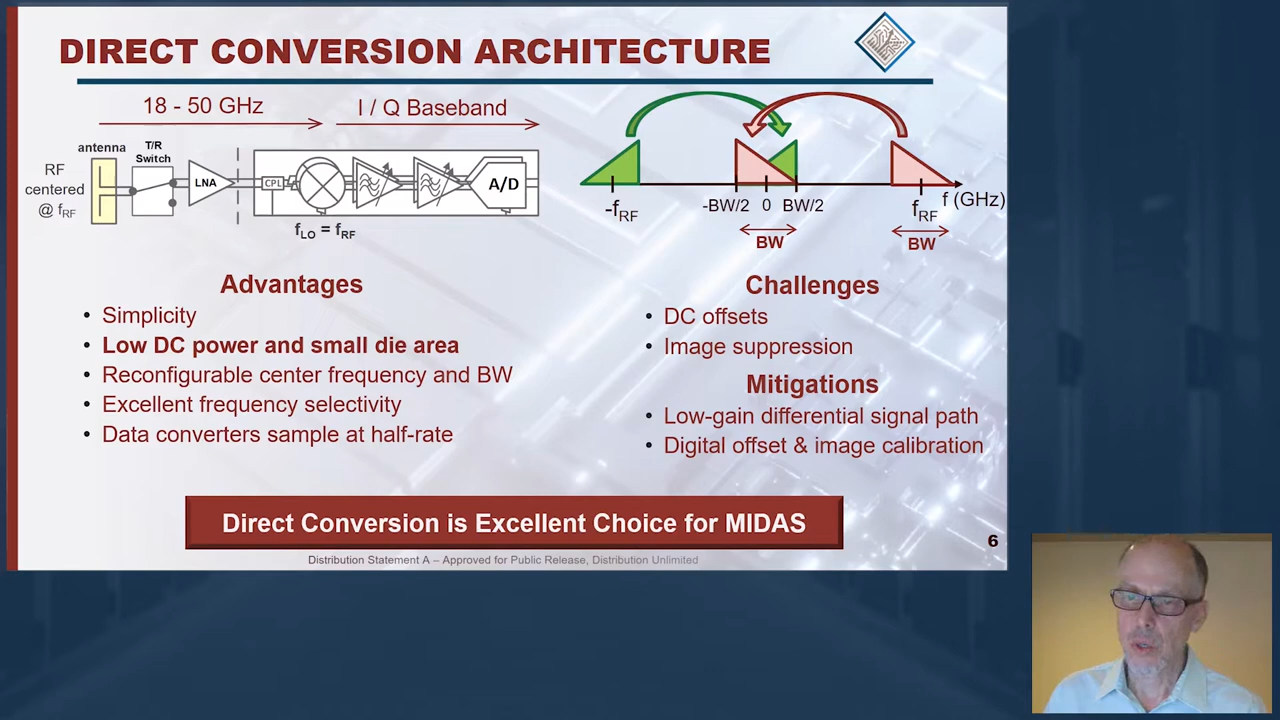 DIRECT CONVERSION ARCHITECTURE
18 - 50 GHz
I / Q Baseband
antenna
T/R
Switch
RF
centered
@ fRF
LNA
CPL
A/D
fLO = fRF
-fRF
-BW/2
0
BW/2
fRF
f (GHz)
BW
BW
Advantages
• Simplicity
• Low DC power and small die area
• Reconfigurable center frequency and BW
• Excellent frequency selectivity
• Data converters sample at half-rate
Challenges
• DC offsets
• Image suppression
Mitigations
• Low-gain differential signal path
• Digital offset & image calibration
Direct Conversion is Excellent Choice for MIDAS
6
Distribution Statement A – Approved for Public Release, Distribution Unlimited